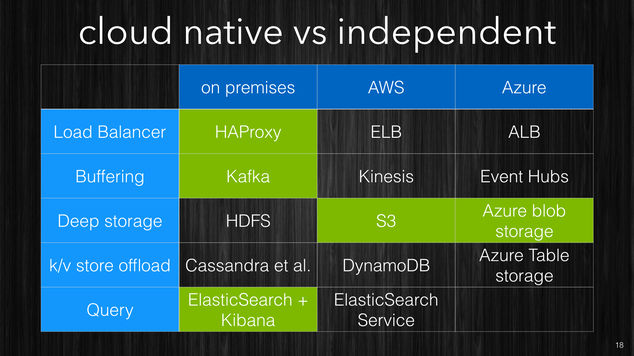 cloud native vs independent
on premises AWS Azure
Load Balancer HAProxy ELB ALB
Buffering Kafka Kinesis Event Hubs
Deep storage HDFS S3 Azure blob
storage
k/v store offload Cassandra et al. DynamoDB Azure Table
storage
Query ElasticSearch + ElasticSearch
Kibana Service
18